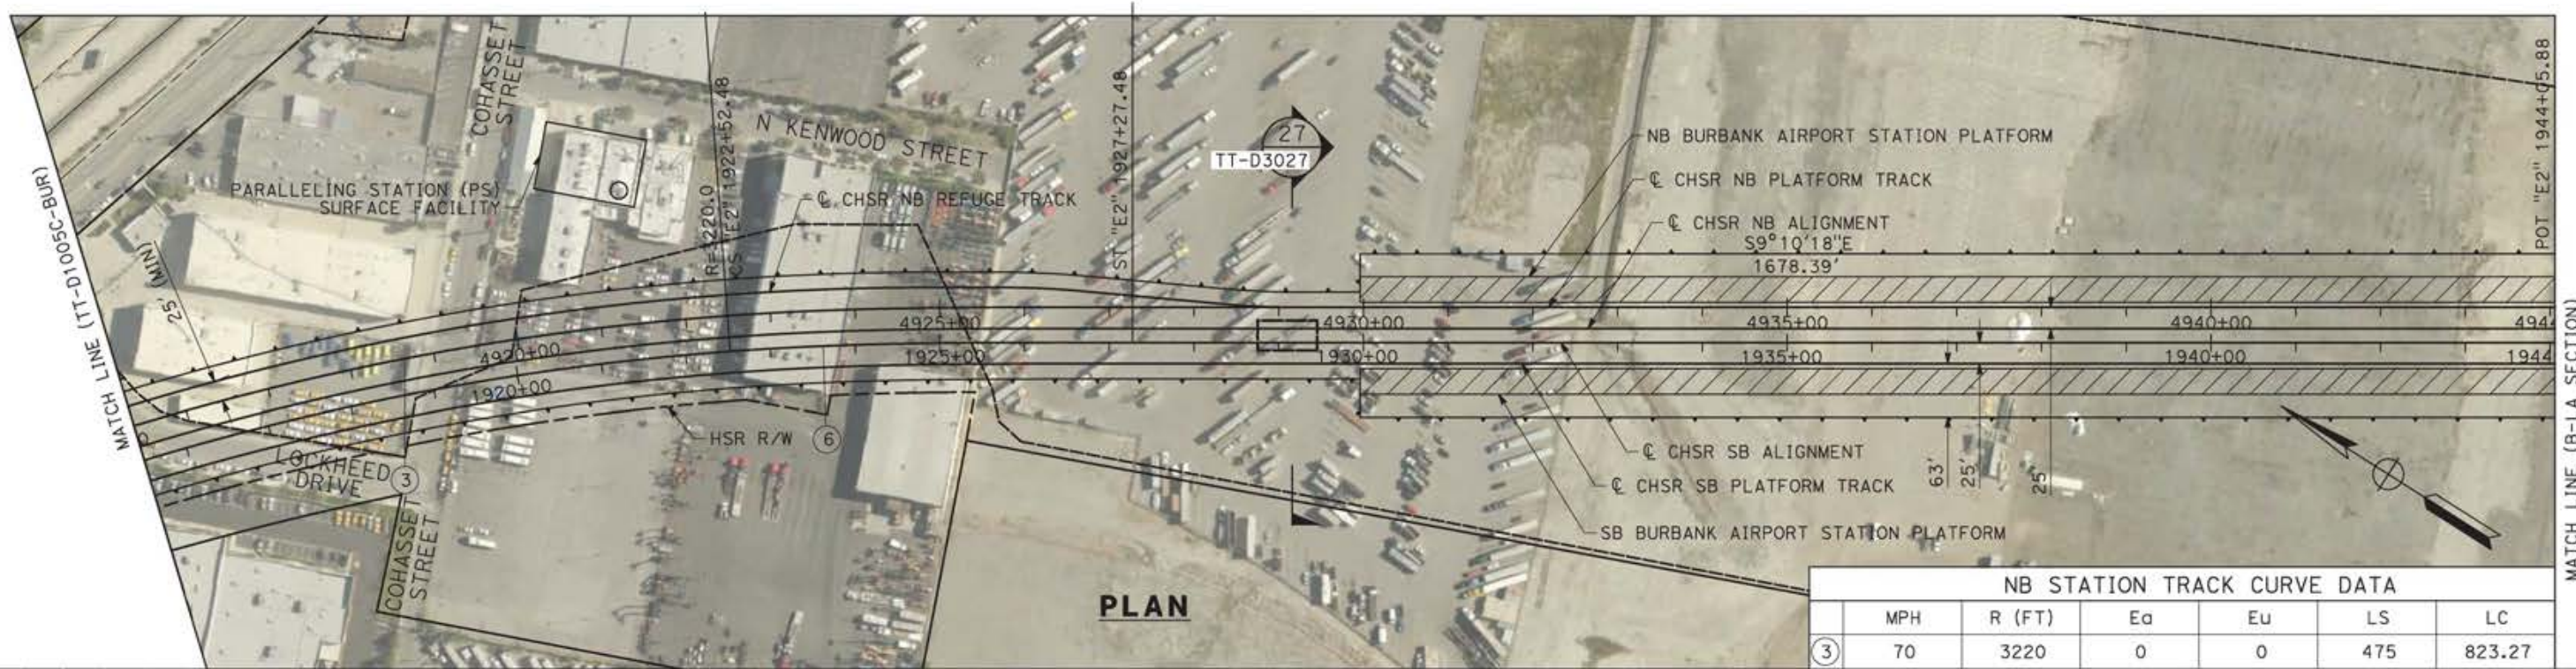 MATCH LINE (TT-D1005C-BUR)
COHASSET
STREET
PARALLELING STATION (PS)
SURFACE FACILITY
25' (MIN)
R=3220.0
CS "E2" 1922+52.48
N KENWOOD STREET
℄ CHSR NB REFUGE TRACK
ST "E2" 1927+27.48
27
TT-D3027
NB BURBANK AIRPORT STATION PLATFORM
℄ CHSR NB PLATFORM TRACK
℄ CHSR NB ALIGNMENT
S9°10'18"E
1678.39'
POT "E2" 1944+05.88
4920+00
4925+00
4930+00
4935+00
4940+00
4944
1920+00
1925+00
1930+00
1935+00
1940+00
1944
HSR R/W
6
LOCKHEED
DRIVE
3
COHASSET
STREET
℄ CHSR SB ALIGNMENT
℄ CHSR SB PLATFORM TRACK
SB BURBANK AIRPORT STATION PLATFORM
63'
25'
25'
MATCH LINE (B-LA SECTION)
PLAN
NB STATION TRACK CURVE DATA
MPH R (FT) Ea Eu LS LC
3 70 3220 0 0 475 823.27